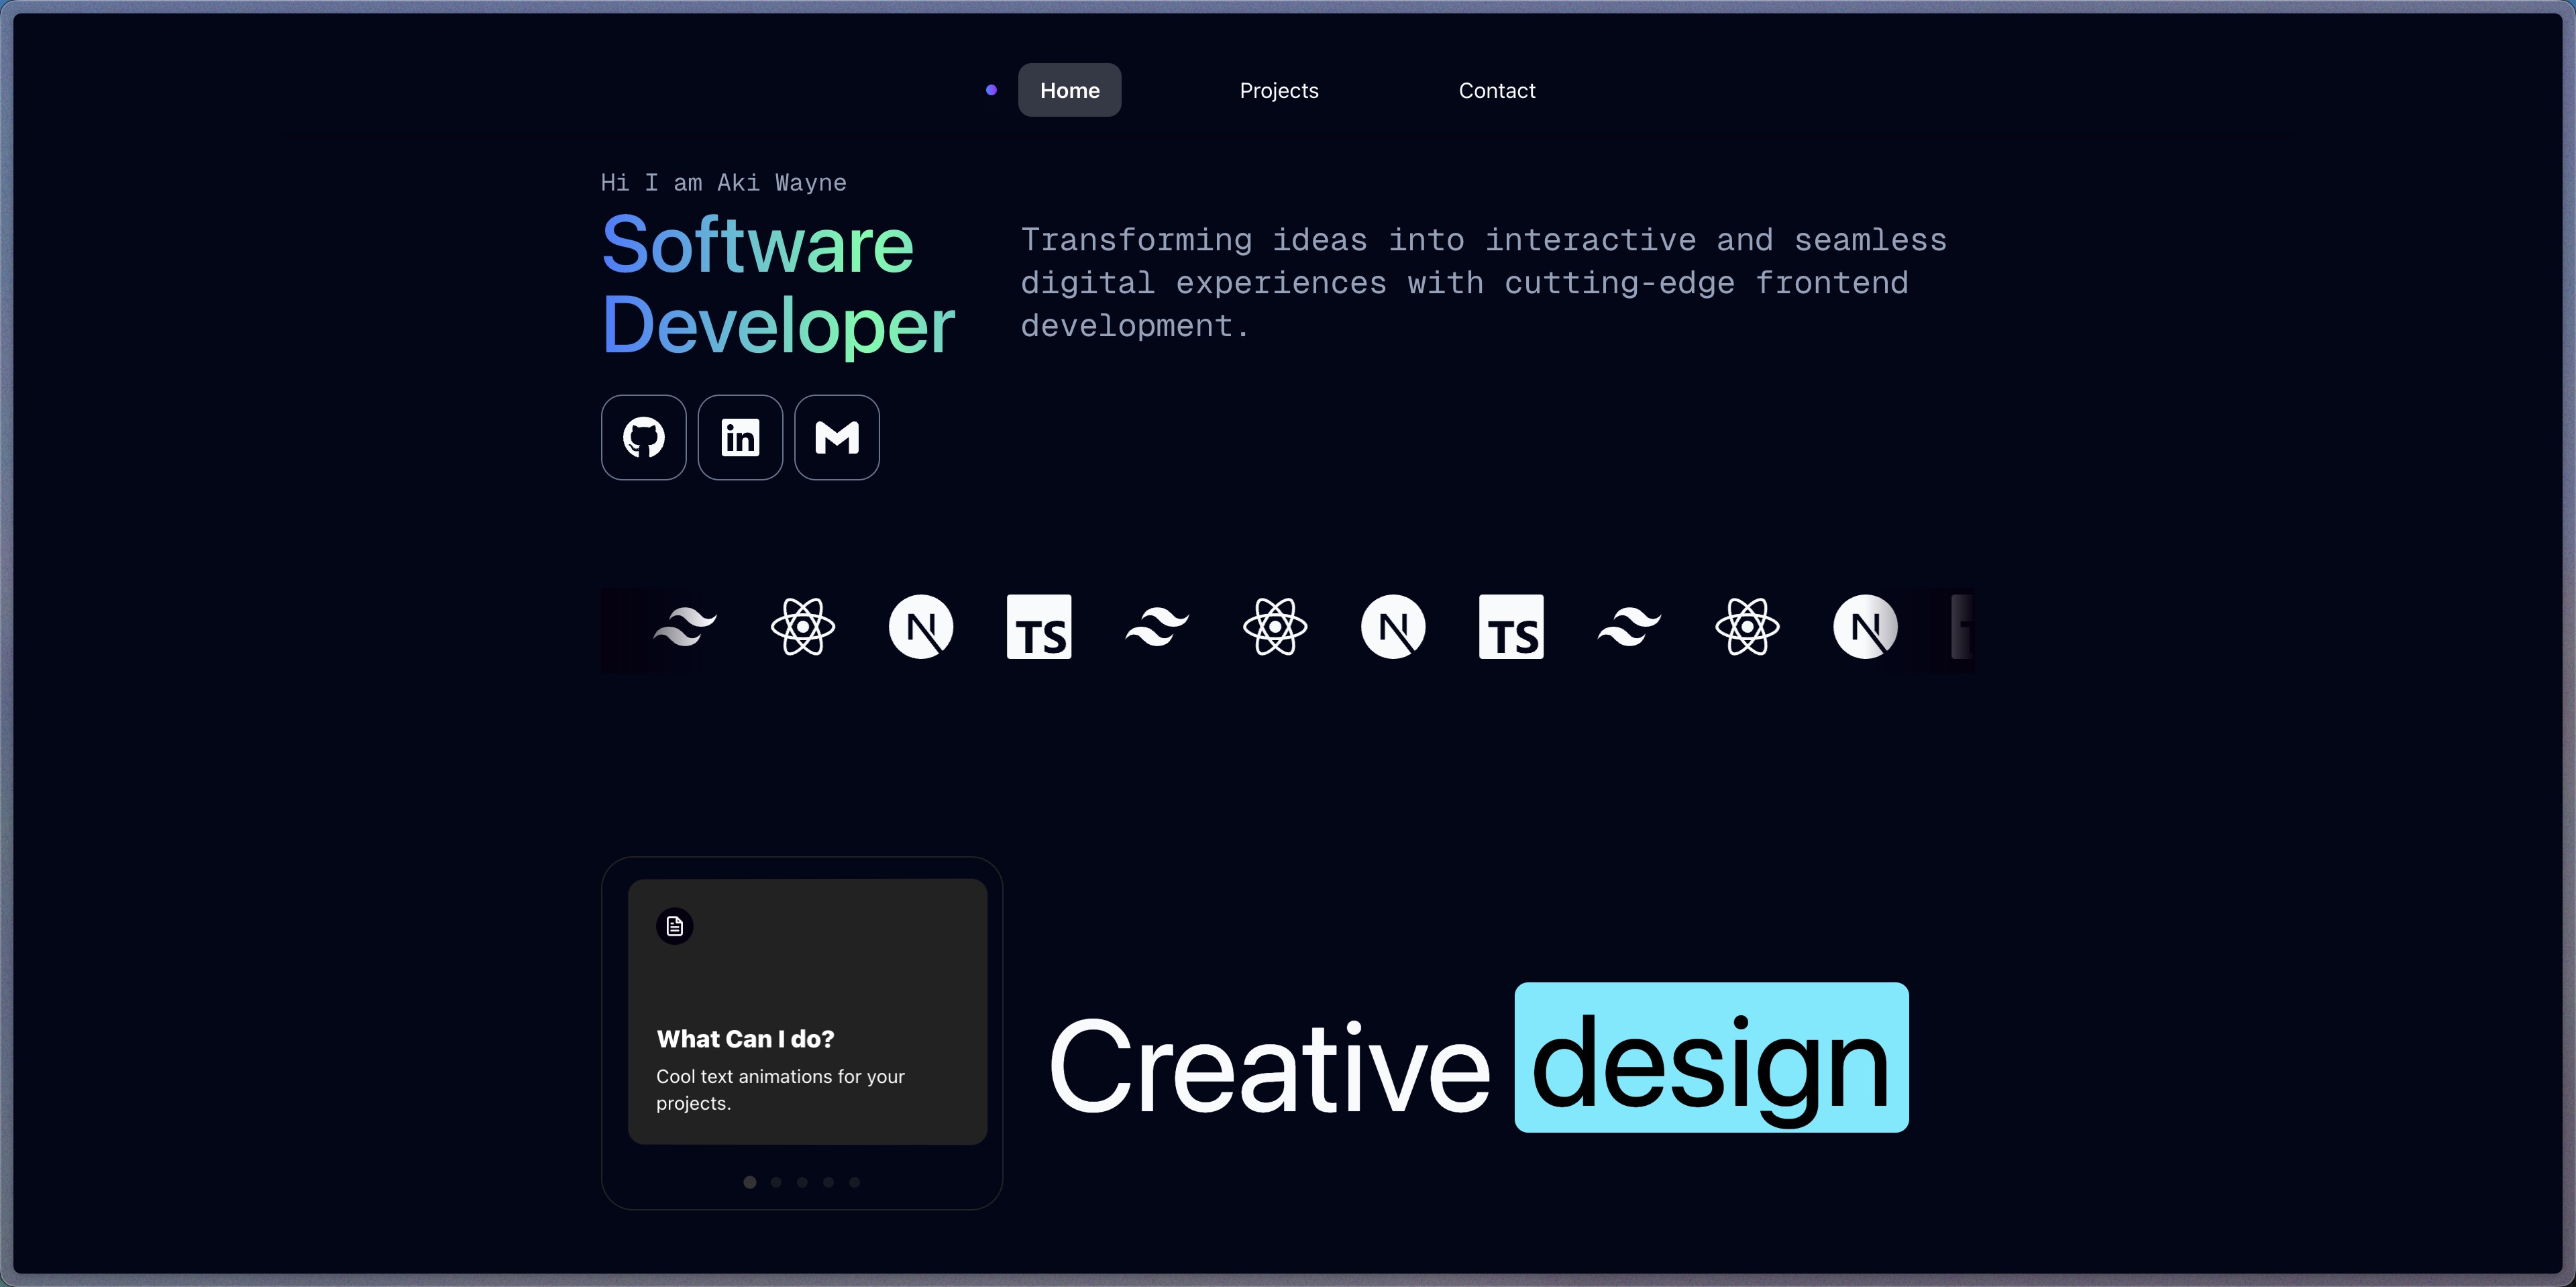 Home Projects Contact
Hi I am Aki Wayne
Software
Developer
Transforming ideas into interactive and seamless
digital experiences with cutting-edge frontend
development.
in
N TS N TS N
What Can I do?
Cool text animations for your
projects.
Creative design